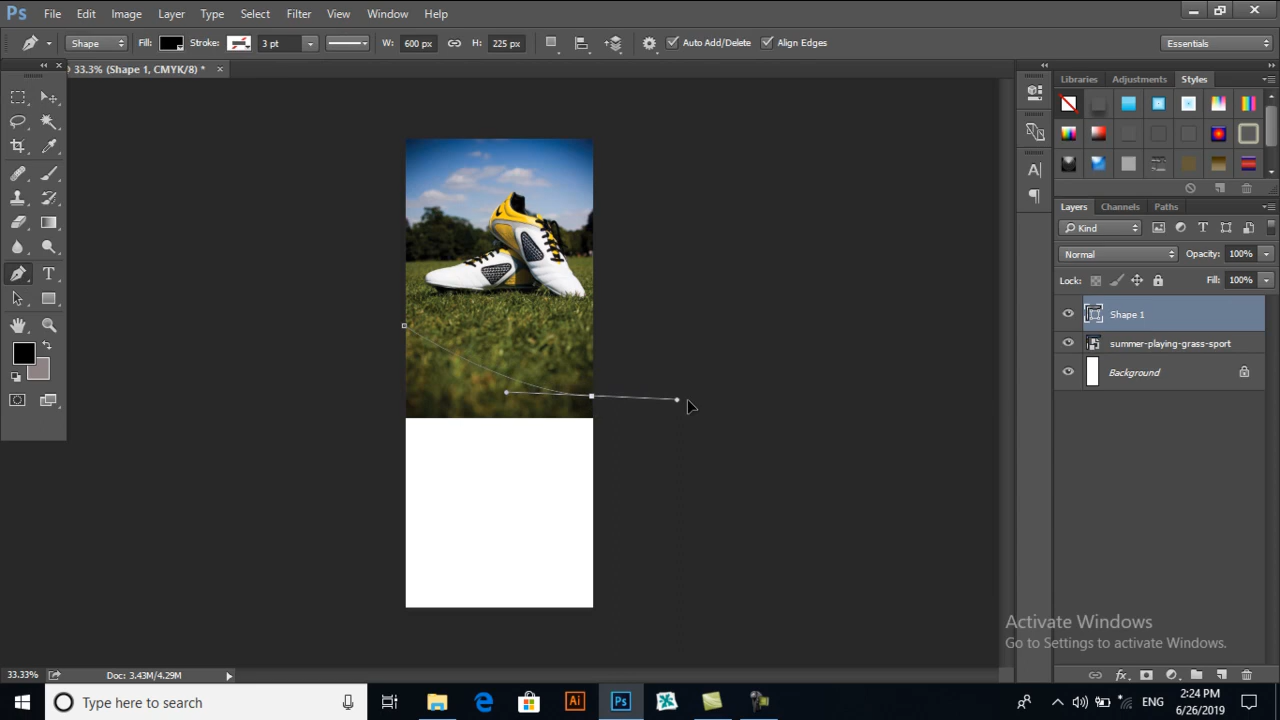 Ps File Edit Image Layer Type Select Filter View Window Help
Shape Fill: Stroke: 3 pt W: 600 px H: 225 px Auto Add/Delete Align Edges Essentials
33.3% (Shape 1, CMYK/8) * ×
Libraries Adjustments Styles
Layers Channels Paths
Kind
Normal Opacity: 100%
Lock: Fill: 100%
Shape 1
summer-playing-grass-sport
Background
Activate Windows
Go to Settings to activate Windows.
33.33% Doc: 3.43M/4.29M
Type here to search
Ai Ps ENG 2:24 PM
6/26/2019